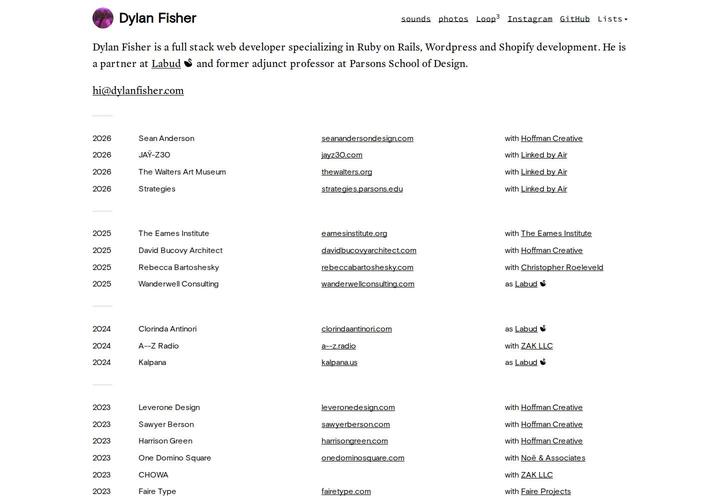 Dylan Fisher
sounds photos Loop³ Instagram GitHub Lists
Dylan Fisher is a full stack web developer specializing in Ruby on Rails, Wordpress and Shopify development. He is
a partner at Labud and former adjunct professor at Parsons School of Design.
hi@dylanfisher.com
2026 Sean Anderson seanandersondesign.com with Hoffman Creative
2026 JAŸ-Z30 jayz30.com with Linked by Air
2026 The Walters Art Museum thewalters.org with Linked by Air
2026 Strategies strategies.parsons.edu with Linked by Air
2025 The Eames Institute eamesinstitute.org with The Eames Institute
2025 David Bucovy Architect davidbucovyarchitect.com with Hoffman Creative
2025 Rebecca Bartoshesky rebeccabartoshesky.com with Christopher Roeleveld
2025 Wanderwell Consulting wanderwellconsulting.com as Labud
2024 Clorinda Antinori clorindaantinori.com as Labud
2024 A--Z Radio a--z.radio with ZAK LLC
2024 Kalpana kalpana.us as Labud
2023 Leverone Design leveronedesign.com with Hoffman Creative
2023 Sawyer Berson sawyerberson.com with Hoffman Creative
2023 Harrison Green harrisongreen.com with Hoffman Creative
2023 One Domino Square onedominosquare.com with Noë & Associates
2023 CHOWA with ZAK LLC
2023 Faire Type fairetype.com with Faire Projects